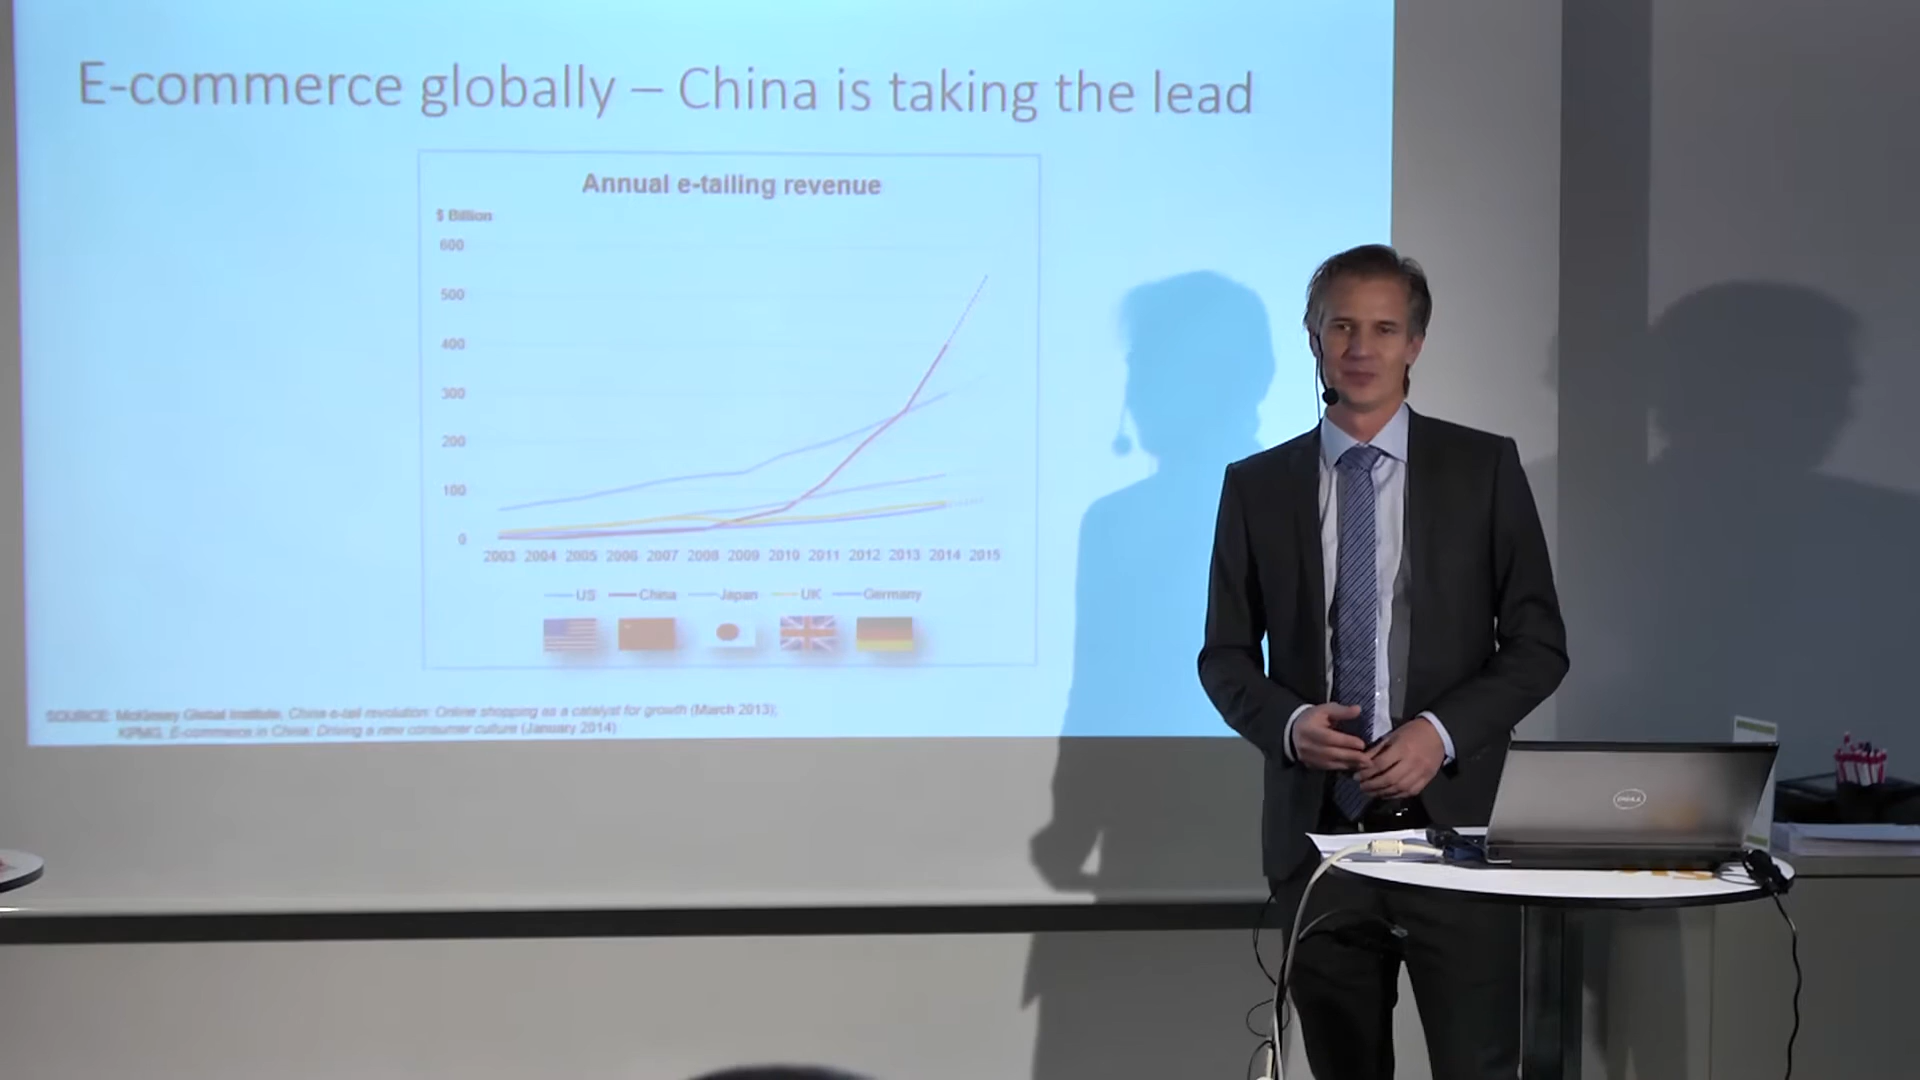 E-commerce globally – China is taking the lead
Annual e-tailing revenue
$ Billion
600
500
400
300
200
100
0
2003 2004 2005 2006 2007 2008 2009 2010 2011 2012 2013 2014 2015
US China Japan UK Germany
SOURCE: McKinsey Global Institute, China e-tail revolution: Online shopping as a catalyst for growth (March 2013);
KPMG, E-commerce in China: Driving a new consumer culture (January 2014)
DELL